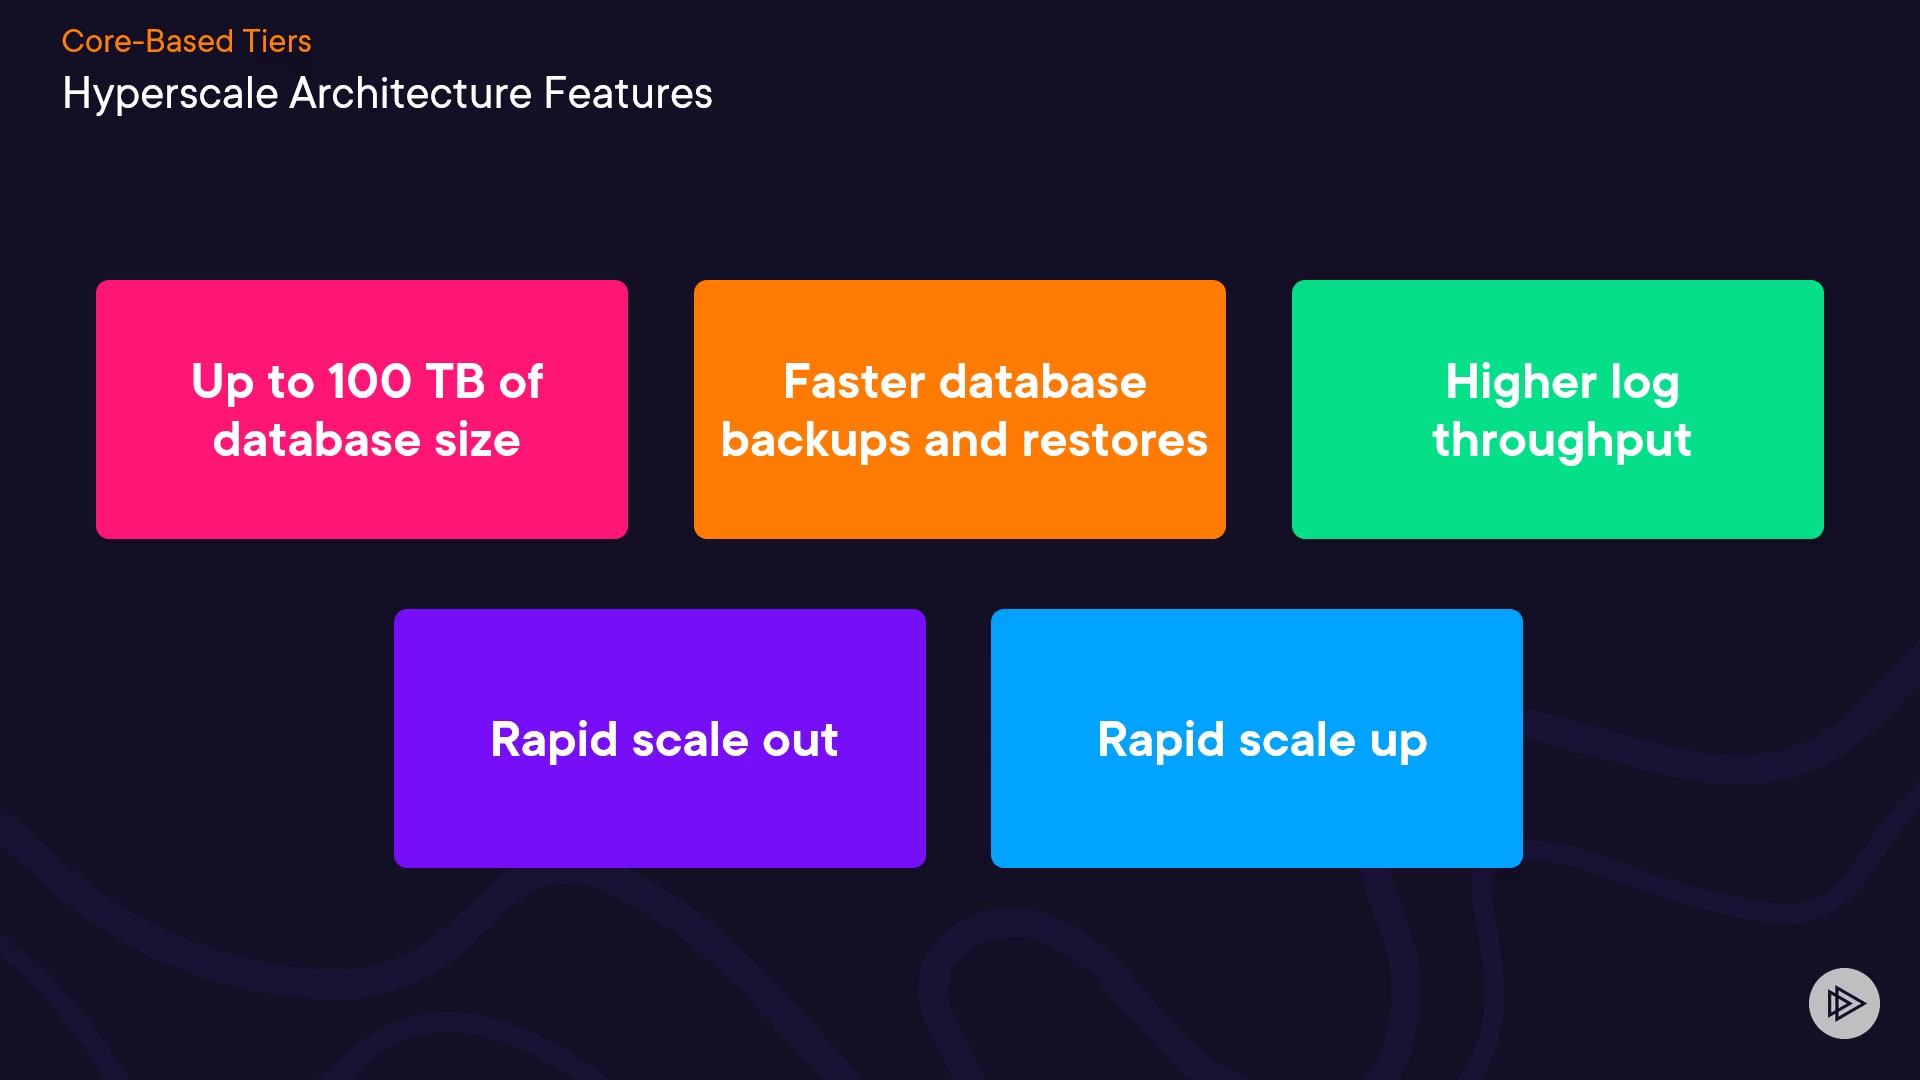 Core-Based Tiers
Hyperscale Architecture Features
Up to 100 TB of
database size
Faster database
backups and restores
Higher log
throughput
Rapid scale out
Rapid scale up